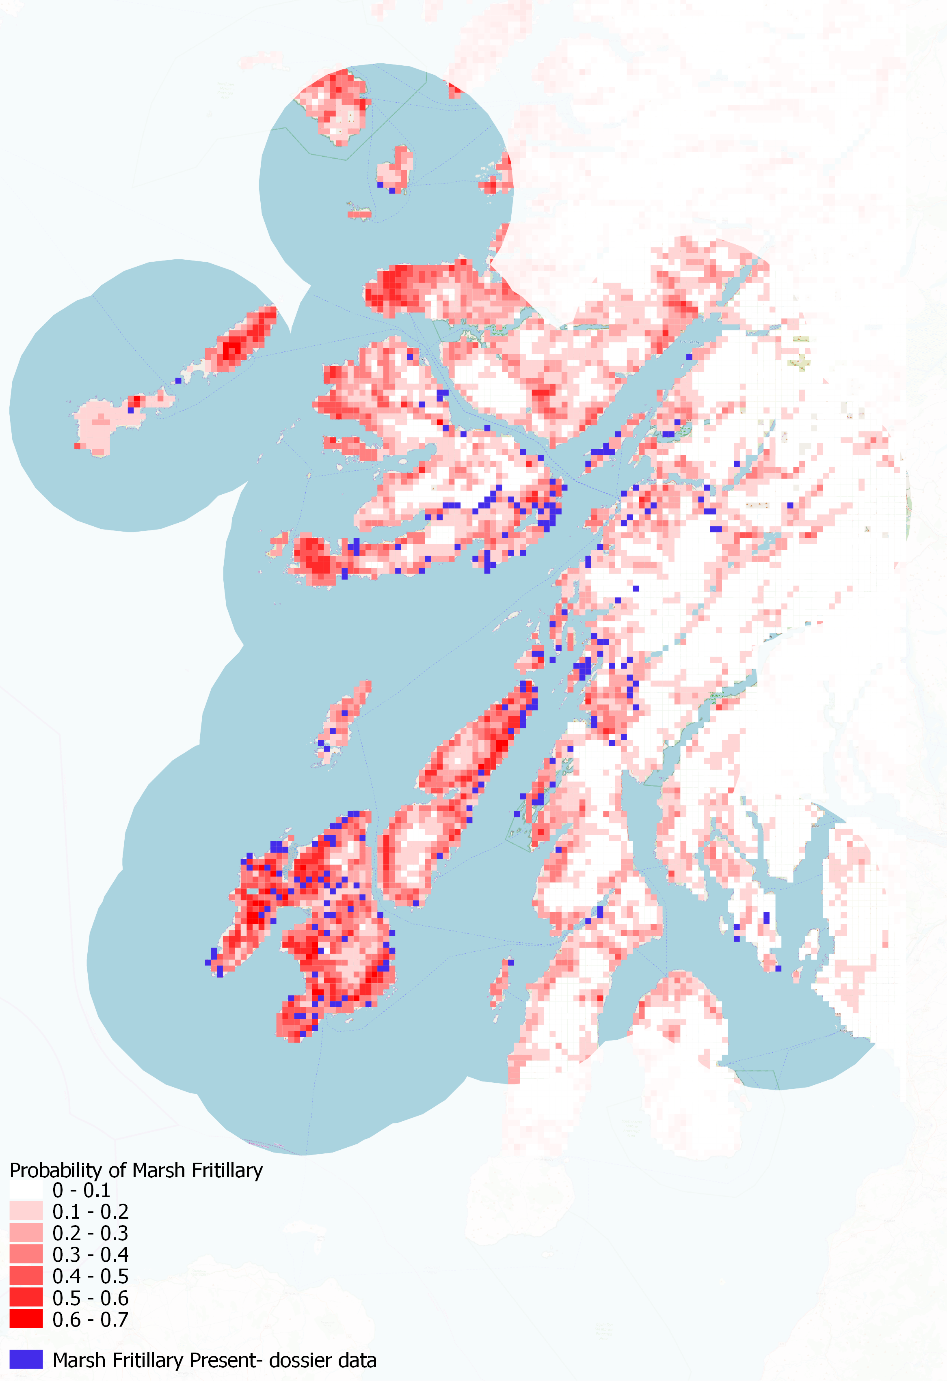 Probability of Marsh Fritillary
0 - 0.1
0.1 - 0.2
0.2 - 0.3
0.3 - 0.4
0.4 - 0.5
0.5 - 0.6
0.6 - 0.7
Marsh Fritillary Present- dossier data